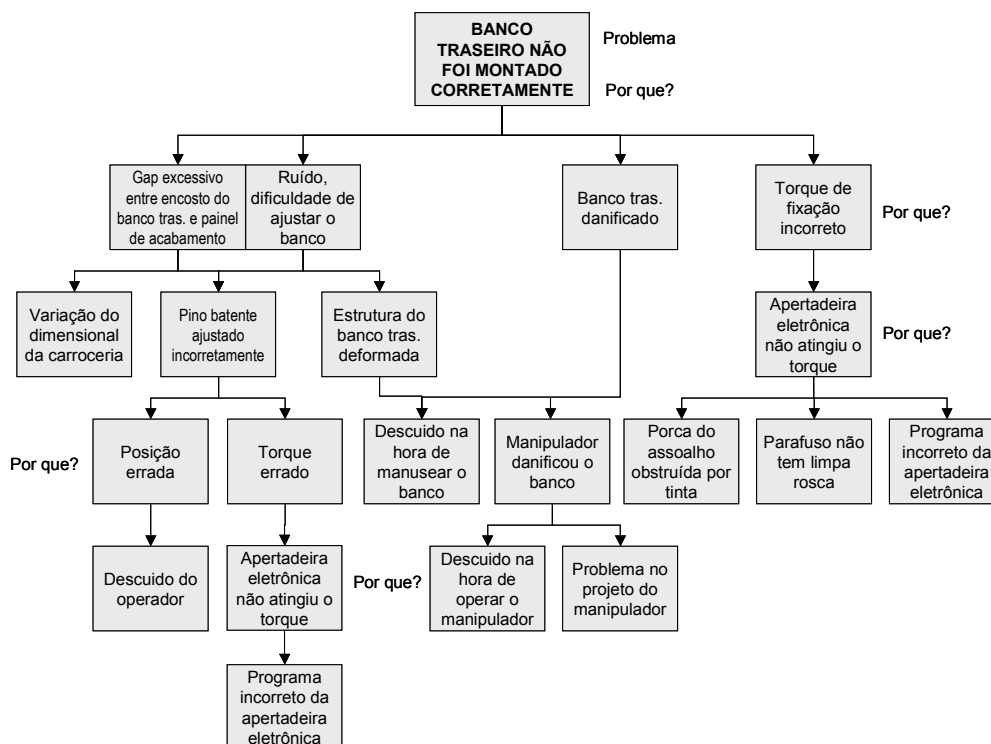 BANCO
TRASEIRO NÃO
FOI MONTADO
CORRETAMENTE
Problema
Por que?
Gap excessivo
entre encosto do
banco tras. e painel
de acabamento
Ruído,
dificuldade de
ajustar o
banco
Banco tras.
danificado
Torque de
fixação
incorreto
Por que?
Variação do
dimensional
da carroceria
Pino batente
ajustado
incorretamente
Estrutura do
banco tras.
deformada
Apertadeira
eletrônica
não atingiu o
torque
Por que?
Por que?
Posição
errada
Torque
errado
Descuido na
hora de
manusear o
banco
Manipulador
danificou o
banco
Porca do
assoalho
obstruída por
tinta
Parafuso não
tem limpa
rosca
Programa
incorreto da
apertadeira
eletrônica
Descuido do
operador
Apertadeira
eletrônica
não atingiu o
torque
Por que?
Descuido na
hora de
operar o
manipulador
Problema no
projeto do
manipulador
Programa
incorreto da
apertadeira
eletrônica